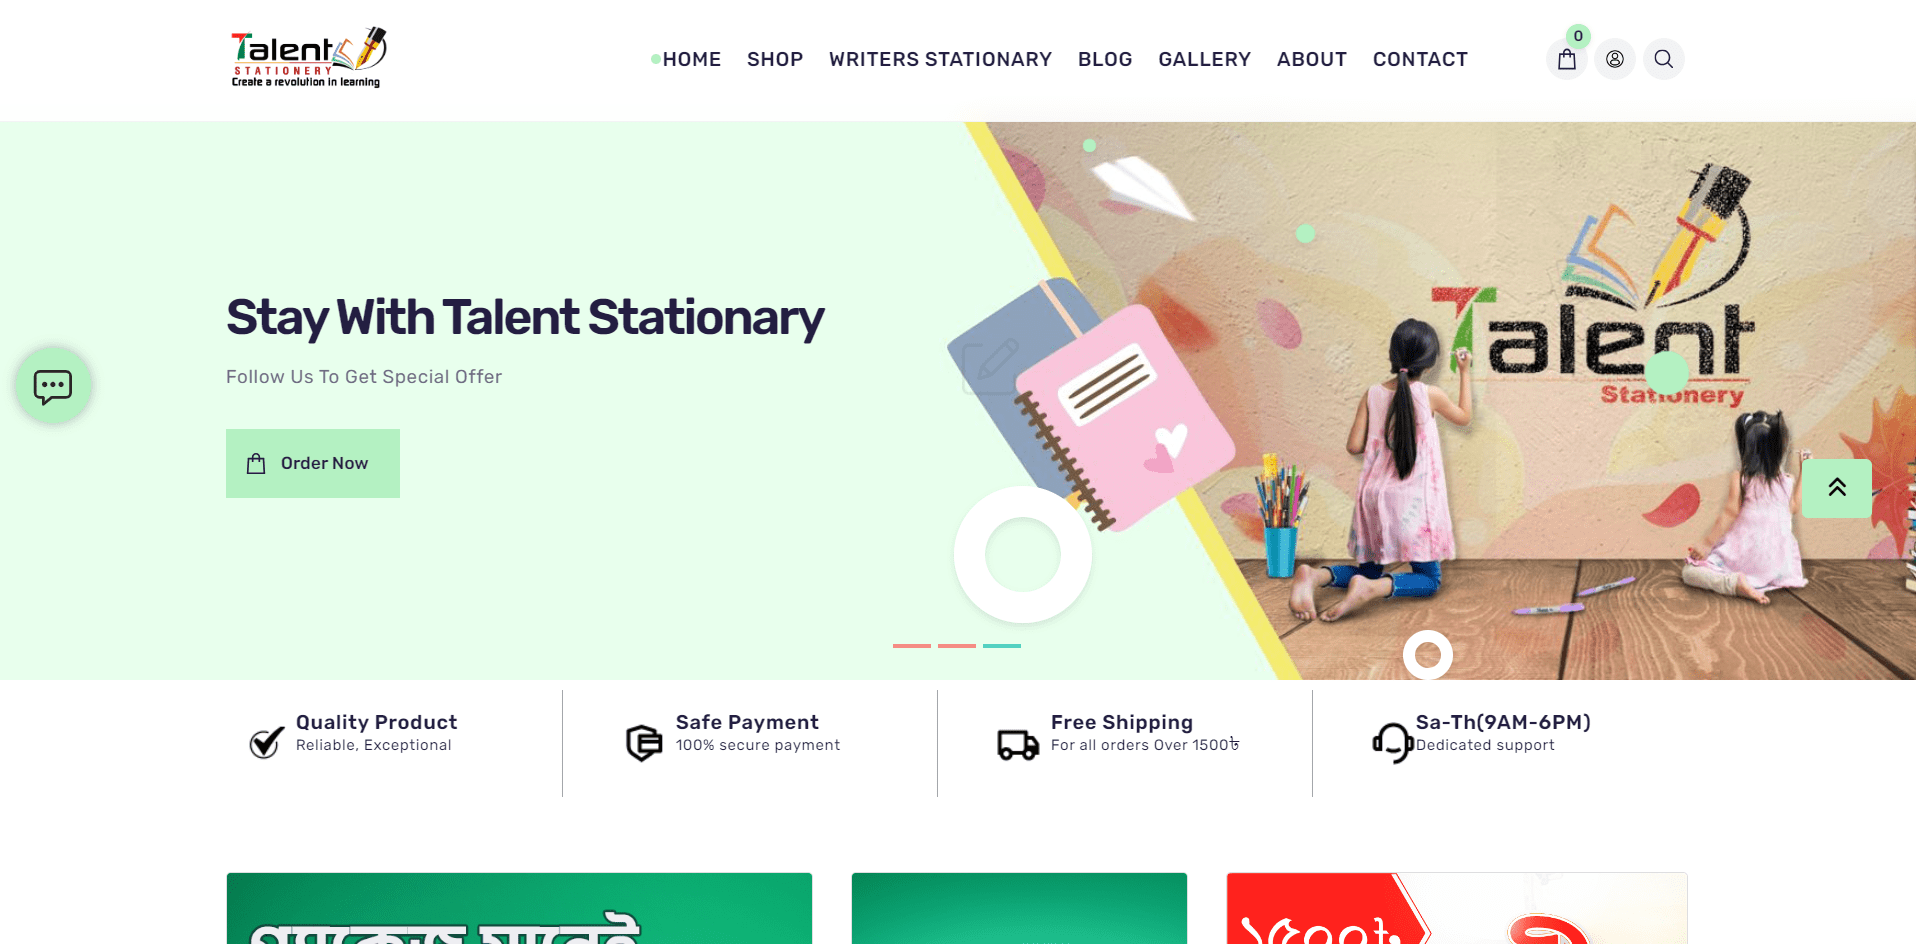 Talent
STATIONERY
Create a revolution in learning
HOME SHOP WRITERS STATIONARY BLOG GALLERY ABOUT CONTACT
0
Talent
Stationery
Stay With Talent Stationary
Follow Us To Get Special Offer
Order Now
Quality Product
Reliable, Exceptional
Safe Payment
100% secure payment
Free Shipping
For all orders Over 1500৳
Sa-Th(9AM-6PM)
Dedicated support